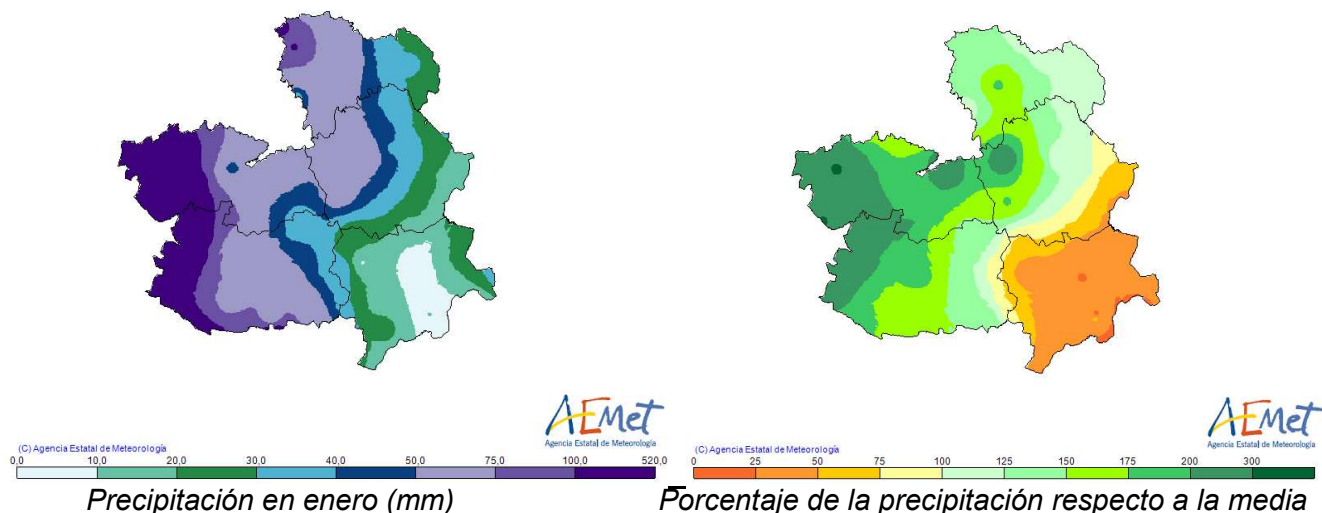 AEMet
Agencia Estatal de Meteorología
(C) Agencia Estatal de Meteorología
0,0 10,0 20,0 30,0 40,0 50,0 75,0 100,0 520,0
Precipitación en enero (mm)
AEMet
Agencia Estatal de Meteorología
(C) Agencia Estatal de Meteorología
0 25 50 75 100 125 150 175 200 300
Porcentaje de la precipitación respecto a la media